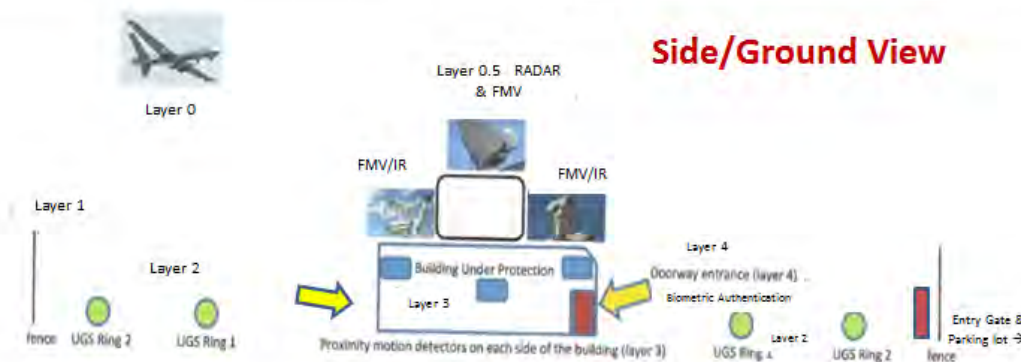 Side/Ground View
Layer 0
Layer 0.5 RADAR
& FMV
FMV/IR
FMV/IR
Layer 1
Layer 2
Building Under Protection
Layer 3
Layer 4
Doorway entrance (layer 4)
Biometric Authentication
Layer 2
Entry Gate &
Parking lot →
fence
UGS Ring 2
UGS Ring 1
Proximity motion detectors on each side of the building (layer 3)
UGS Ring
UGS Ring 2
fence